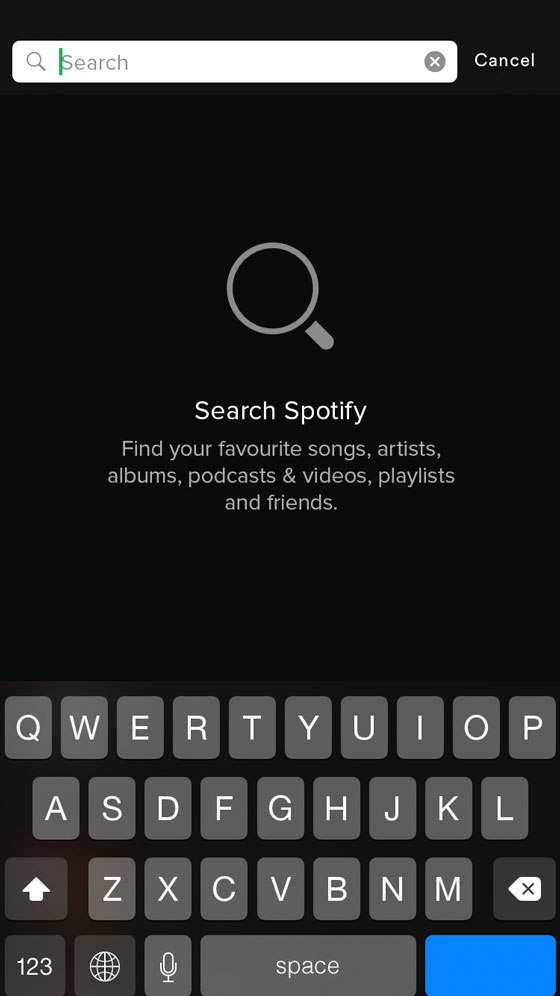 Search Cancel
Search Spotify
Find your favourite songs, artists,
albums, podcasts & videos, playlists
and friends.
Q W E R T Y U I O P
A S D F G H J K L
Z X C V B N M
123 space